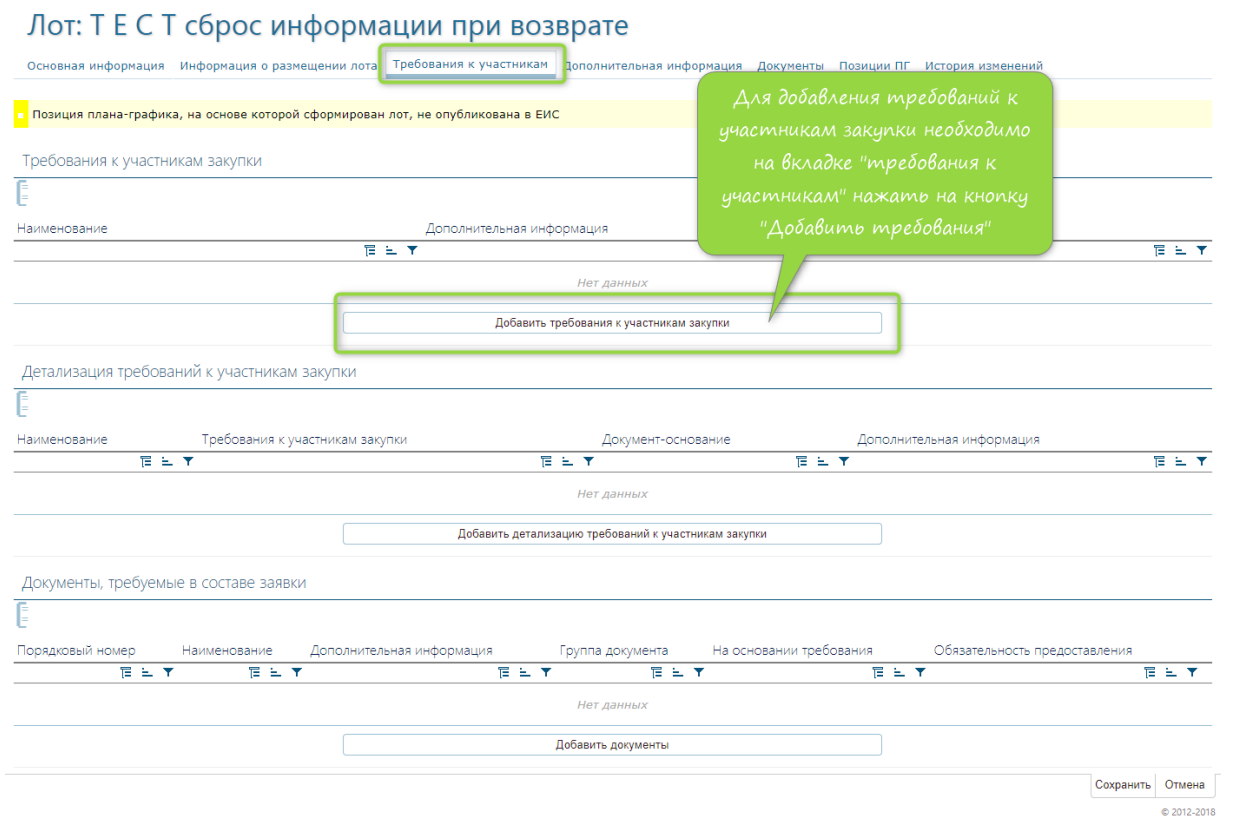 Лот: Т Е С Т сброс информации при возврате
Основная информация Информация о размещении лота Требования к участникам Дополнительная информация Документы Позиции ПГ История изменений
Позиция плана-графика, на основе которой сформирован лот, не опубликована в ЕИС
Для добавления требований к
участникам закупки необходимо
на вкладке "требования к
участникам" нажать на кнопку
"Добавить требования"
Требования к участникам закупки
Наименование Дополнительная информация
Нет данных
Добавить требования к участникам закупки
Детализация требований к участникам закупки
Наименование Требования к участникам закупки Документ-основание Дополнительная информация
Нет данных
Добавить детализацию требований к участникам закупки
Документы, требуемые в составе заявки
Порядковый номер Наименование Дополнительная информация Группа документа На основании требования Обязательность предоставления
Нет данных
Добавить документы
Сохранить Отмена
© 2012-2018